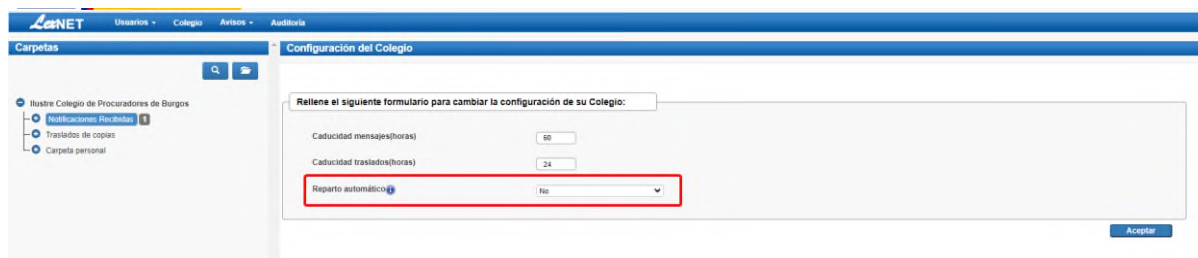 LexNET Usuarios Colegio Avisos Auditoría
Carpetas
Configuración del Colegio
Ilustre Colegio de Procuradores de Burgos
Notificaciones Recibidas 1
Traslados de copias
Carpeta personal
Rellene el siguiente formulario para cambiar la configuración de su Colegio:
Caducidad mensajes(horas) 60
Caducidad traslados(horas) 24
Reparto automático No
Aceptar